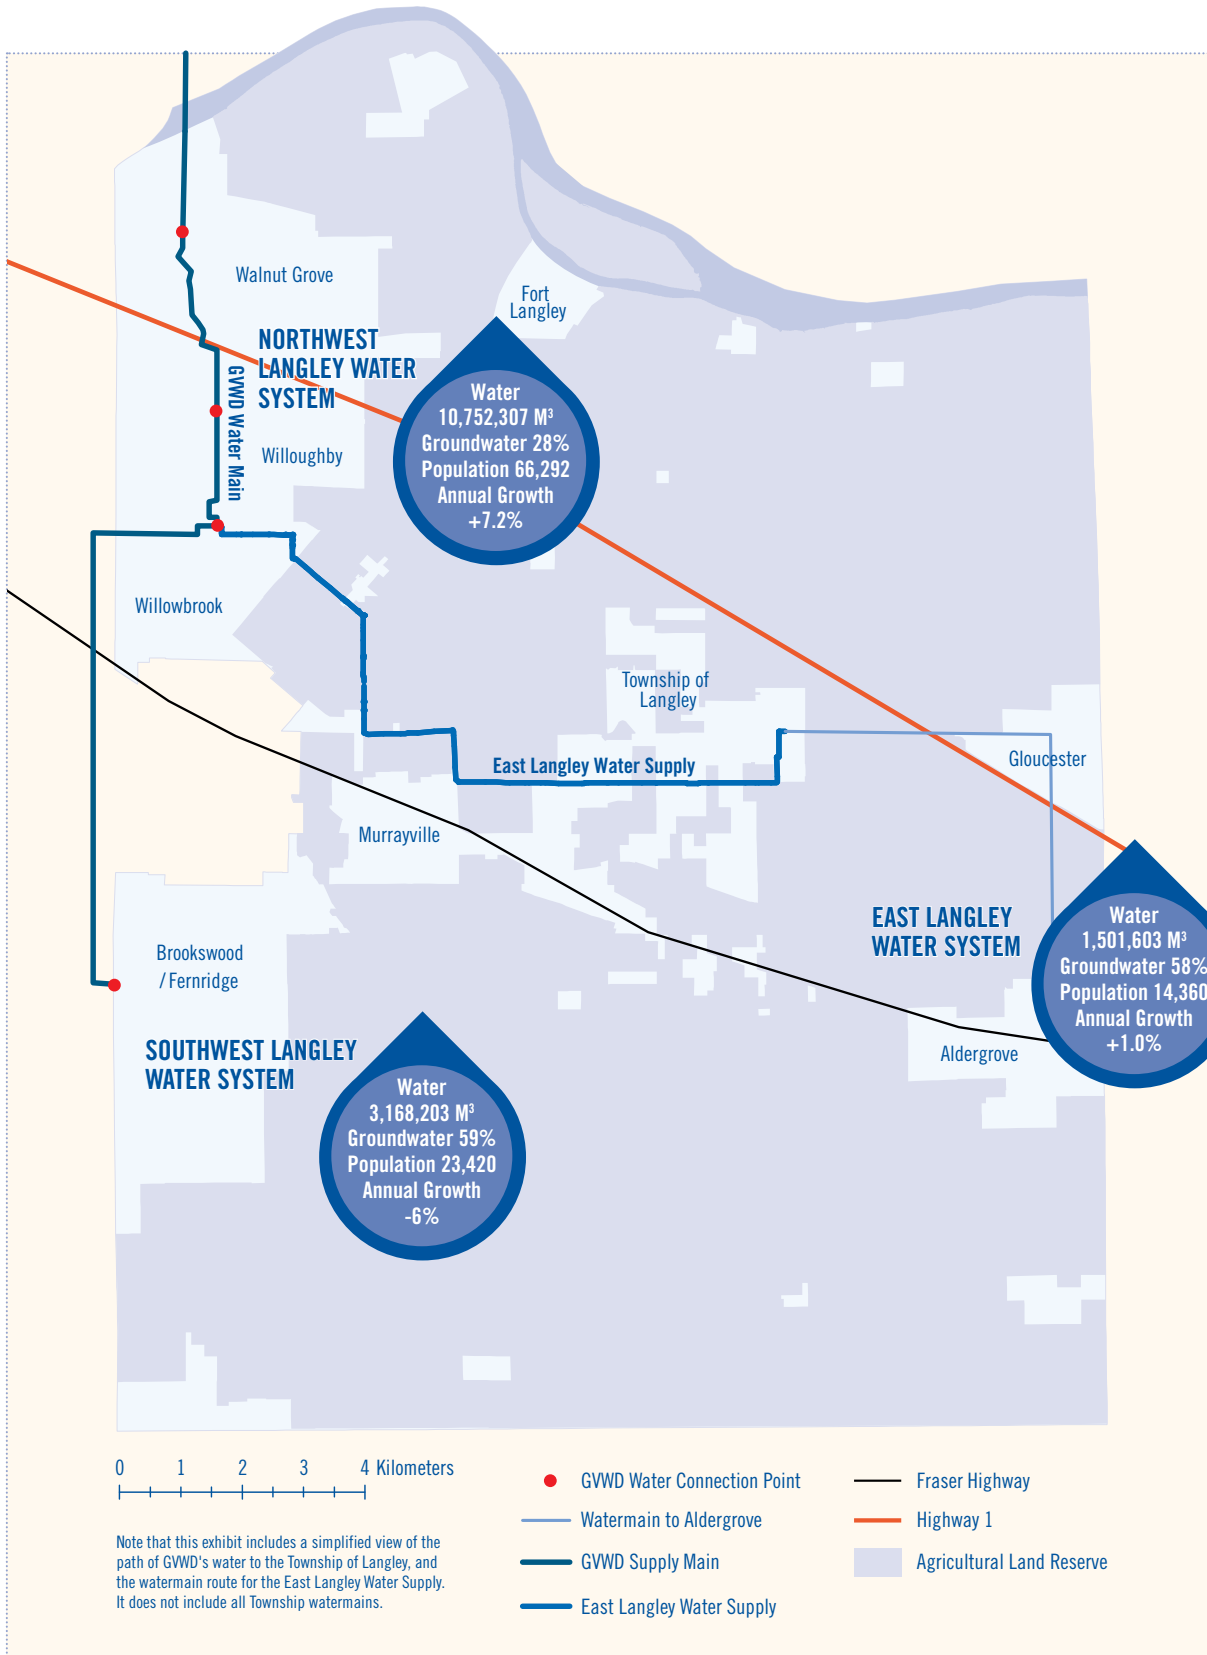 Walnut Grove
Fort
Langley
NORTHWEST
LANGLEY WATER
SYSTEM
GVWD Water Main
Willoughby
Water
10,752,307 M³
Groundwater 28%
Population 66,292
Annual Growth
+7.2%
Willowbrook
Township of
Langley
East Langley Water Supply
Gloucester
Murrayville
EAST LANGLEY
WATER SYSTEM
Water
1,501,603 M³
Groundwater 58%
Population 14,360
Annual Growth
+1.0%
Brookswood
/Fernridge
Aldergrove
SOUTHWEST LANGLEY
WATER SYSTEM
Water
3,168,203 M³
Groundwater 59%
Population 23,420
Annual Growth
-6%
0 1 2 3 4 Kilometers
Note that this exhibit includes a simplified view of the
path of GVWD's water to the Township of Langley, and
the watermain route for the East Langley Water Supply.
It does not include all Township watermains.
GVWD Water Connection Point
Watermain to Aldergrove
GVWD Supply Main
East Langley Water Supply
Fraser Highway
Highway 1
Agricultural Land Reserve